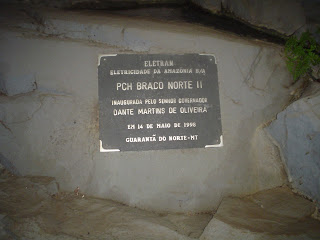 ELETRAM
ELETRICIDADE DA AMAZÔNIA S/A
PCH BRAÇO NORTE II
INAUGURADA PELO SENHOR GOVERNADOR
DANTE MARTINS DE OLIVEIRA
EM 14 DE MAIO DE 1998
GUARANTÃ DO NORTE-MT